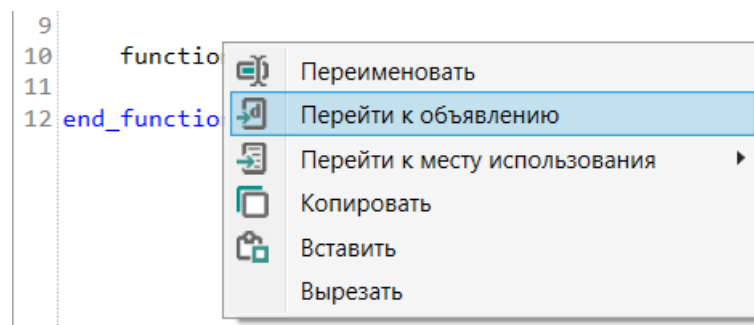 9
10 functio
11
12 end_functio
Переименовать
Перейти к объявлению
Перейти к месту использования
Копировать
Вставить
Вырезать